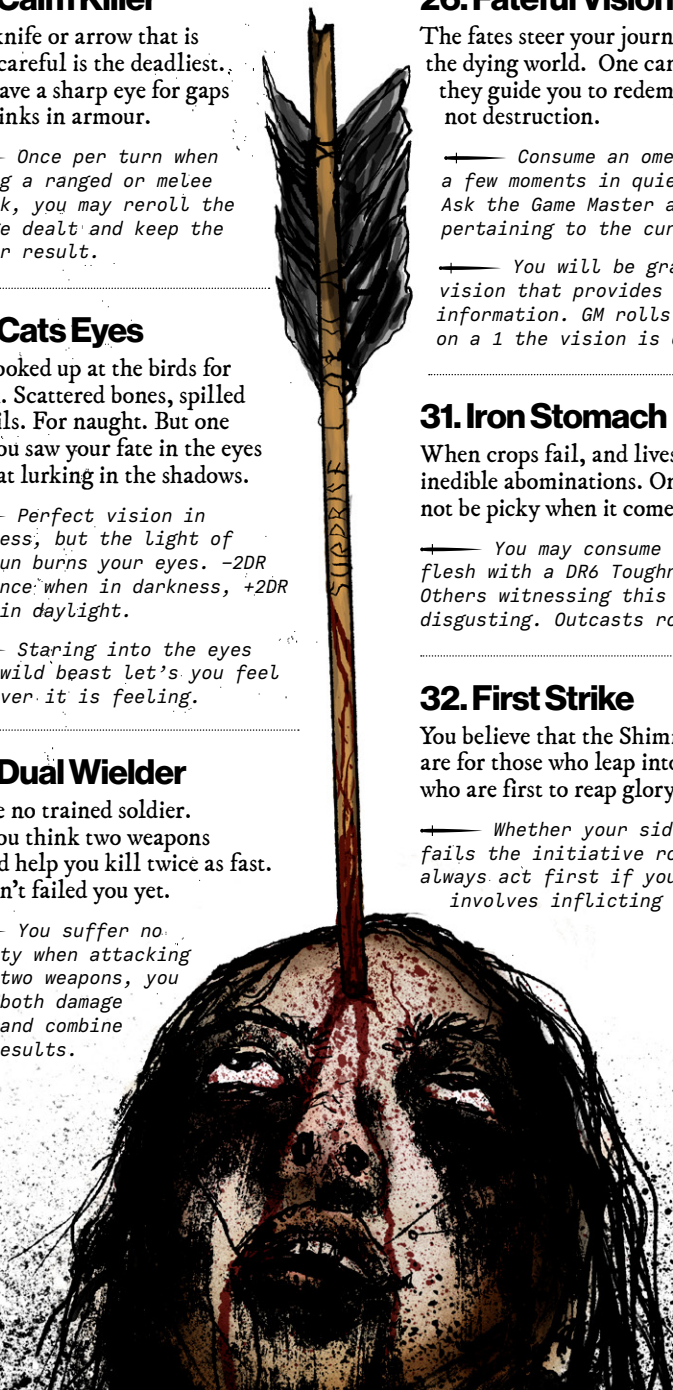 Calm Killer
knife or arrow that is
careful is the deadliest.
ave a sharp eye for gaps
inks in armour.
Once per turn when
g a ranged or melee
k, you may reroll the
e dealt and keep the
r result.
Cats Eyes
ooked up at the birds for
. Scattered bones, spilled
ils. For naught. But one
ou saw your fate in the eyes
at lurking in the shadows.
Perfect vision in
ess, but the light of
un burns your eyes. -2DR
nce when in darkness, +2DR
in daylight.
Staring into the eyes
wild beast let's you feel
ver it is feeling.
Dual Wielder
e no trained soldier.
ou think two weapons
d help you kill twice as fast.
n't failed you yet.
You suffer no
ty when attacking
two weapons, you
both damage
and combine
esults.
SURPRISE
26. Fateful Vision
The fates steer your journ
the dying world. One can
they guide you to redem
not destruction.
Consume an ome
a few moments in quie
Ask the Game Master a
pertaining to the cur
You will be gra
vision that provides
information. GM rolls
on a 1 the vision is
31. Iron Stomach
When crops fail, and lives
inedible abominations. On
not be picky when it come
You may consume
flesh with a DR6 Toughn
Others witnessing this
disgusting. Outcasts ro
32. First Strike
You believe that the Shim
are for those who leap into
who are first to reap glory
Whether your sid
fails the initiative ro
always act first if you
involves inflicting